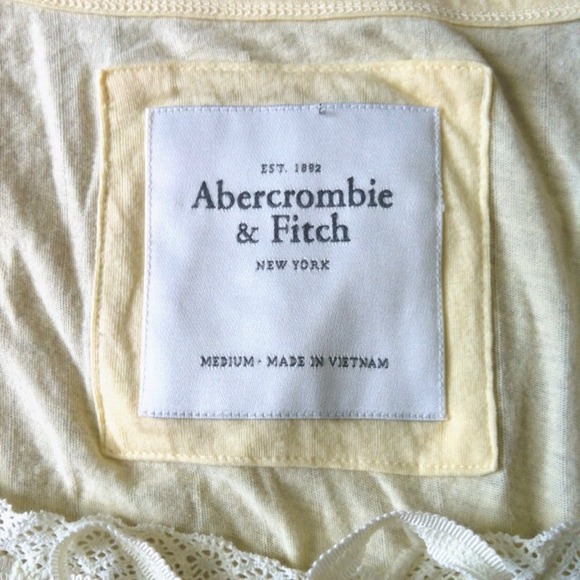 EST. 1892
Abercrombie
& Fitch
NEW YORK
MEDIUM · MADE IN VIETNAM